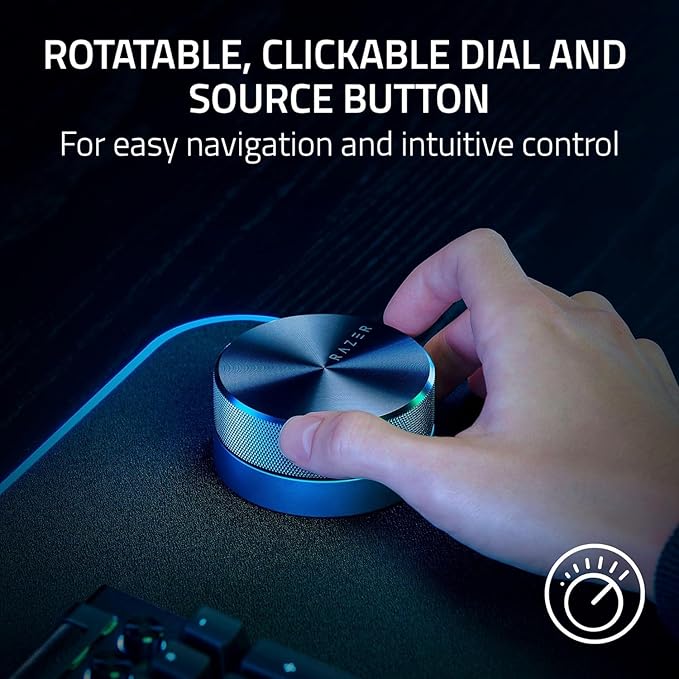 ROTATABLE, CLICKABLE DIAL AND
SOURCE BUTTON
For easy navigation and intuitive control
RAZER